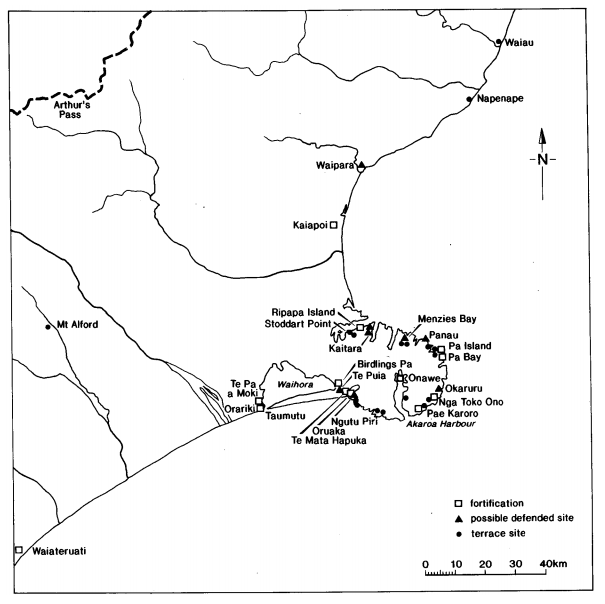 Waiau
Napenape
Arthur's
Pass
-N-
Waipara
Kaiapoi
Ripapa Island
Stoddart Point
Menzies Bay
Mt Alford
Panau
Kaitara
Pa Island
Pa Bay
Birdlings Pa
Te Puia
Onawe
Waihora
Te Pa
a Moki
Okaruru
Orariki
Taumutu
Nga Toko Ono
Ngutu Piri
Pae Karoro
Oruaka
Akaroa Harbour
Te Mata Hapuka
fortification
possible defended site
terrace site
Waiateruati
0 10 20 30 40km